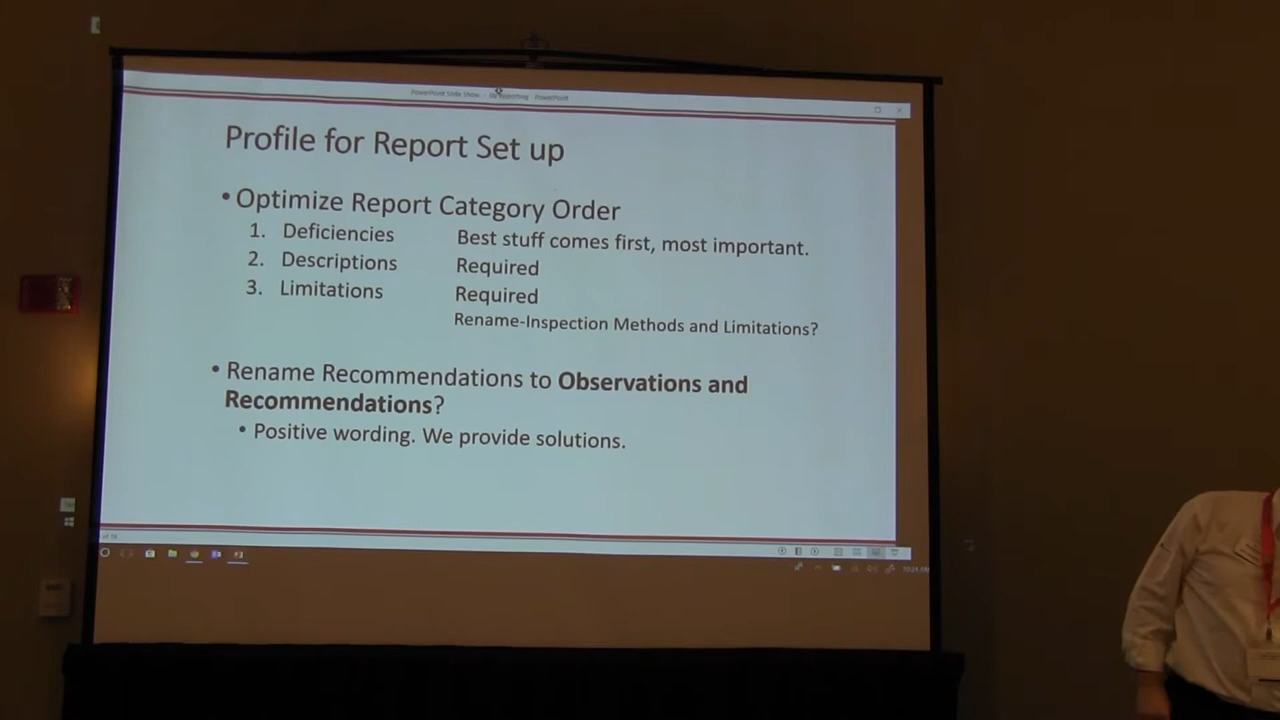 PowerPoint Slide Show - Reporting - PowerPoint
Profile for Report Set up
• Optimize Report Category Order
1. Deficiencies Best stuff comes first, most important.
2. Descriptions Required
3. Limitations Required
Rename-Inspection Methods and Limitations?
• Rename Recommendations to Observations and
Recommendations?
• Positive wording. We provide solutions.